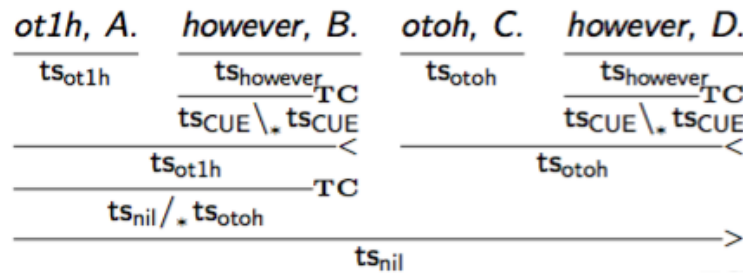 ot1h, A. however, B. otoh, C. however, D.
ts_ot1h ts_however ts_otoh ts_however
TC TC
ts_CUE\⁎ ts_CUE ts_CUE\⁎ ts_CUE
< <
ts_ot1h ts_otoh
TC
ts_nil/⁎ ts_otoh
>
ts_nil